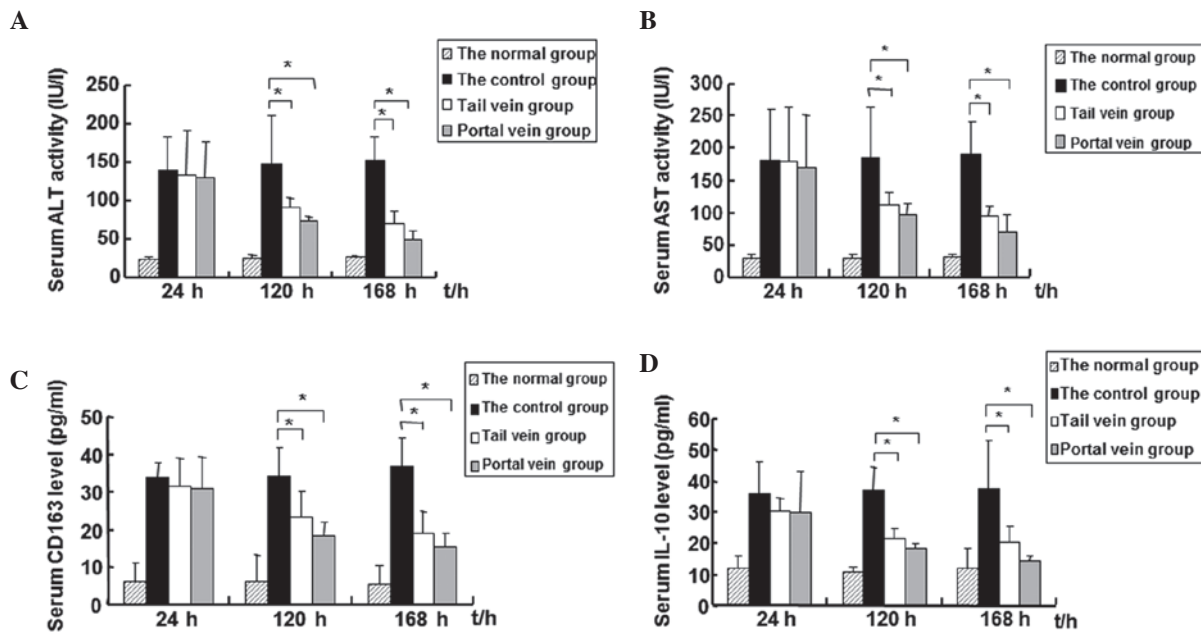 A
The normal group
The control group
Tail vein group
Portal vein group
Serum ALT activity (IU/l)
250
200
150
100
50
0
* * * *
24 h 120 h 168 h t/h
B
The normal group
The control group
Tail vein group
Portal vein group
Serum AST activity (IU/l)
300
250
200
150
100
50
0
* * * *
24 h 120 h 168 h t/h
C
The normal group
The control group
Tail vein group
Portal vein group
Serum CD163 level (pg/ml)
50
40
30
20
10
0
* * * *
24 h 120 h 168 h t/h
D
The normal group
The control group
Tail vein group
Portal vein group
Serum IL-10 level (pg/ml)
60
50
40
30
20
10
0
* * * *
24 h 120 h 168 h t/h